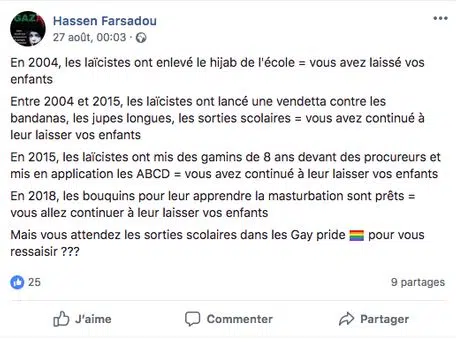 GAZA
Hassen Farsadou
27 août, 00:03 ·
En 2004, les laïcistes ont enlevé le hijab de l'école = vous avez laissé vos
enfants
Entre 2004 et 2015, les laïcistes ont lancé une vendetta contre les
bandanas, les jupes longues, les sorties scolaires = vous avez continué à
leur laisser vos enfants
En 2015, les laïcistes ont mis des gamins de 8 ans devant des procureurs et
mis en application les ABCD = vous avez continué à leur laisser vos enfants
En 2018, les bouquins pour leur apprendre la masturbation sont prêts =
vous allez continuer à leur laisser vos enfants
Mais vous attendez les sorties scolaires dans les Gay pride 🏳️‍🌈 pour vous
ressaisir ???
25
9 partages
J'aime
Commenter
Partager